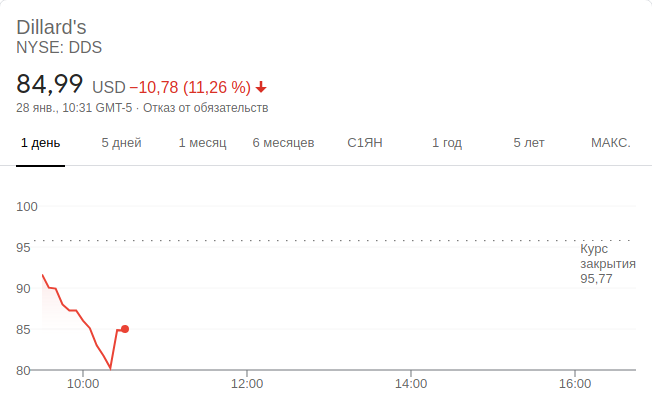 Dillard's
NYSE: DDS
84,99 USD −10,78 (11,26 %)
28 янв., 10:31 GMT-5 · Отказ от обязательств
1 день 5 дней 1 месяц 6 месяцев С1ЯН 1 год 5 лет МАКС.
100
95
Курс
закрытия
95,77
90
85
80
10:00 12:00 14:00 16:00